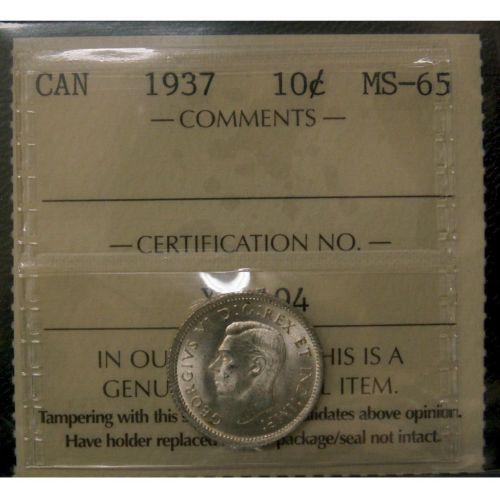 CAN 1937 10¢ MS-65
— COMMENTS —
— CERTIFICATION NO. —
04
IN OU HIS IS A
GENU L ITEM.
Tampering with this s idates above opinion.
Have holder replaced package/seal not intact.
GEORGIVS VI D:G:REX ET IND:IMP: